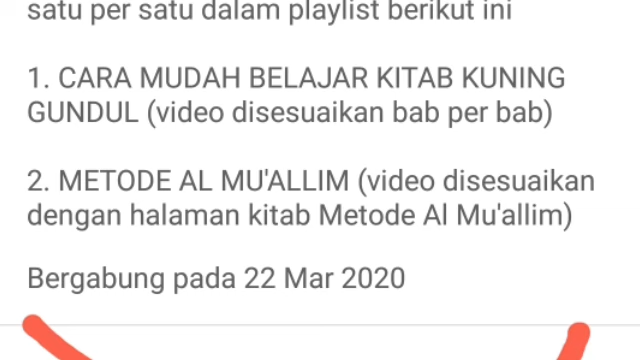 satu per satu dalam playlist berikut ini
1. CARA MUDAH BELAJAR KITAB KUNING
GUNDUL (video disesuaikan bab per bab)
2. METODE AL MU'ALLIM (video disesuaikan
dengan halaman kitab Metode Al Mu'allim)
Bergabung pada 22 Mar 2020